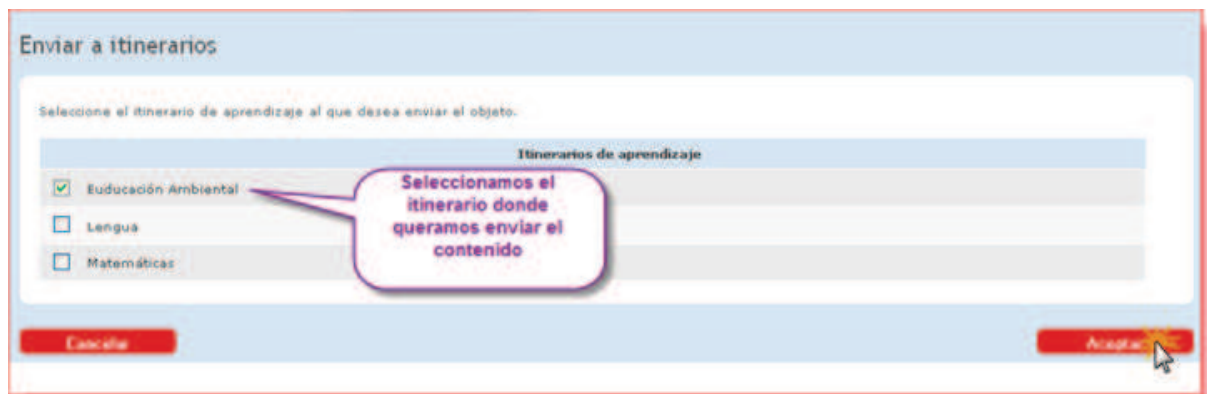 Enviar a itinerarios
Seleccione el itinerario de aprendizaje al que desea enviar el objeto.
Itinerarios de aprendizaje
Euducación Ambiental
Seleccionamos el
itinerario donde
queramos enviar el
contenido
Lengua
Matemáticas
Cancelar
Aceptar